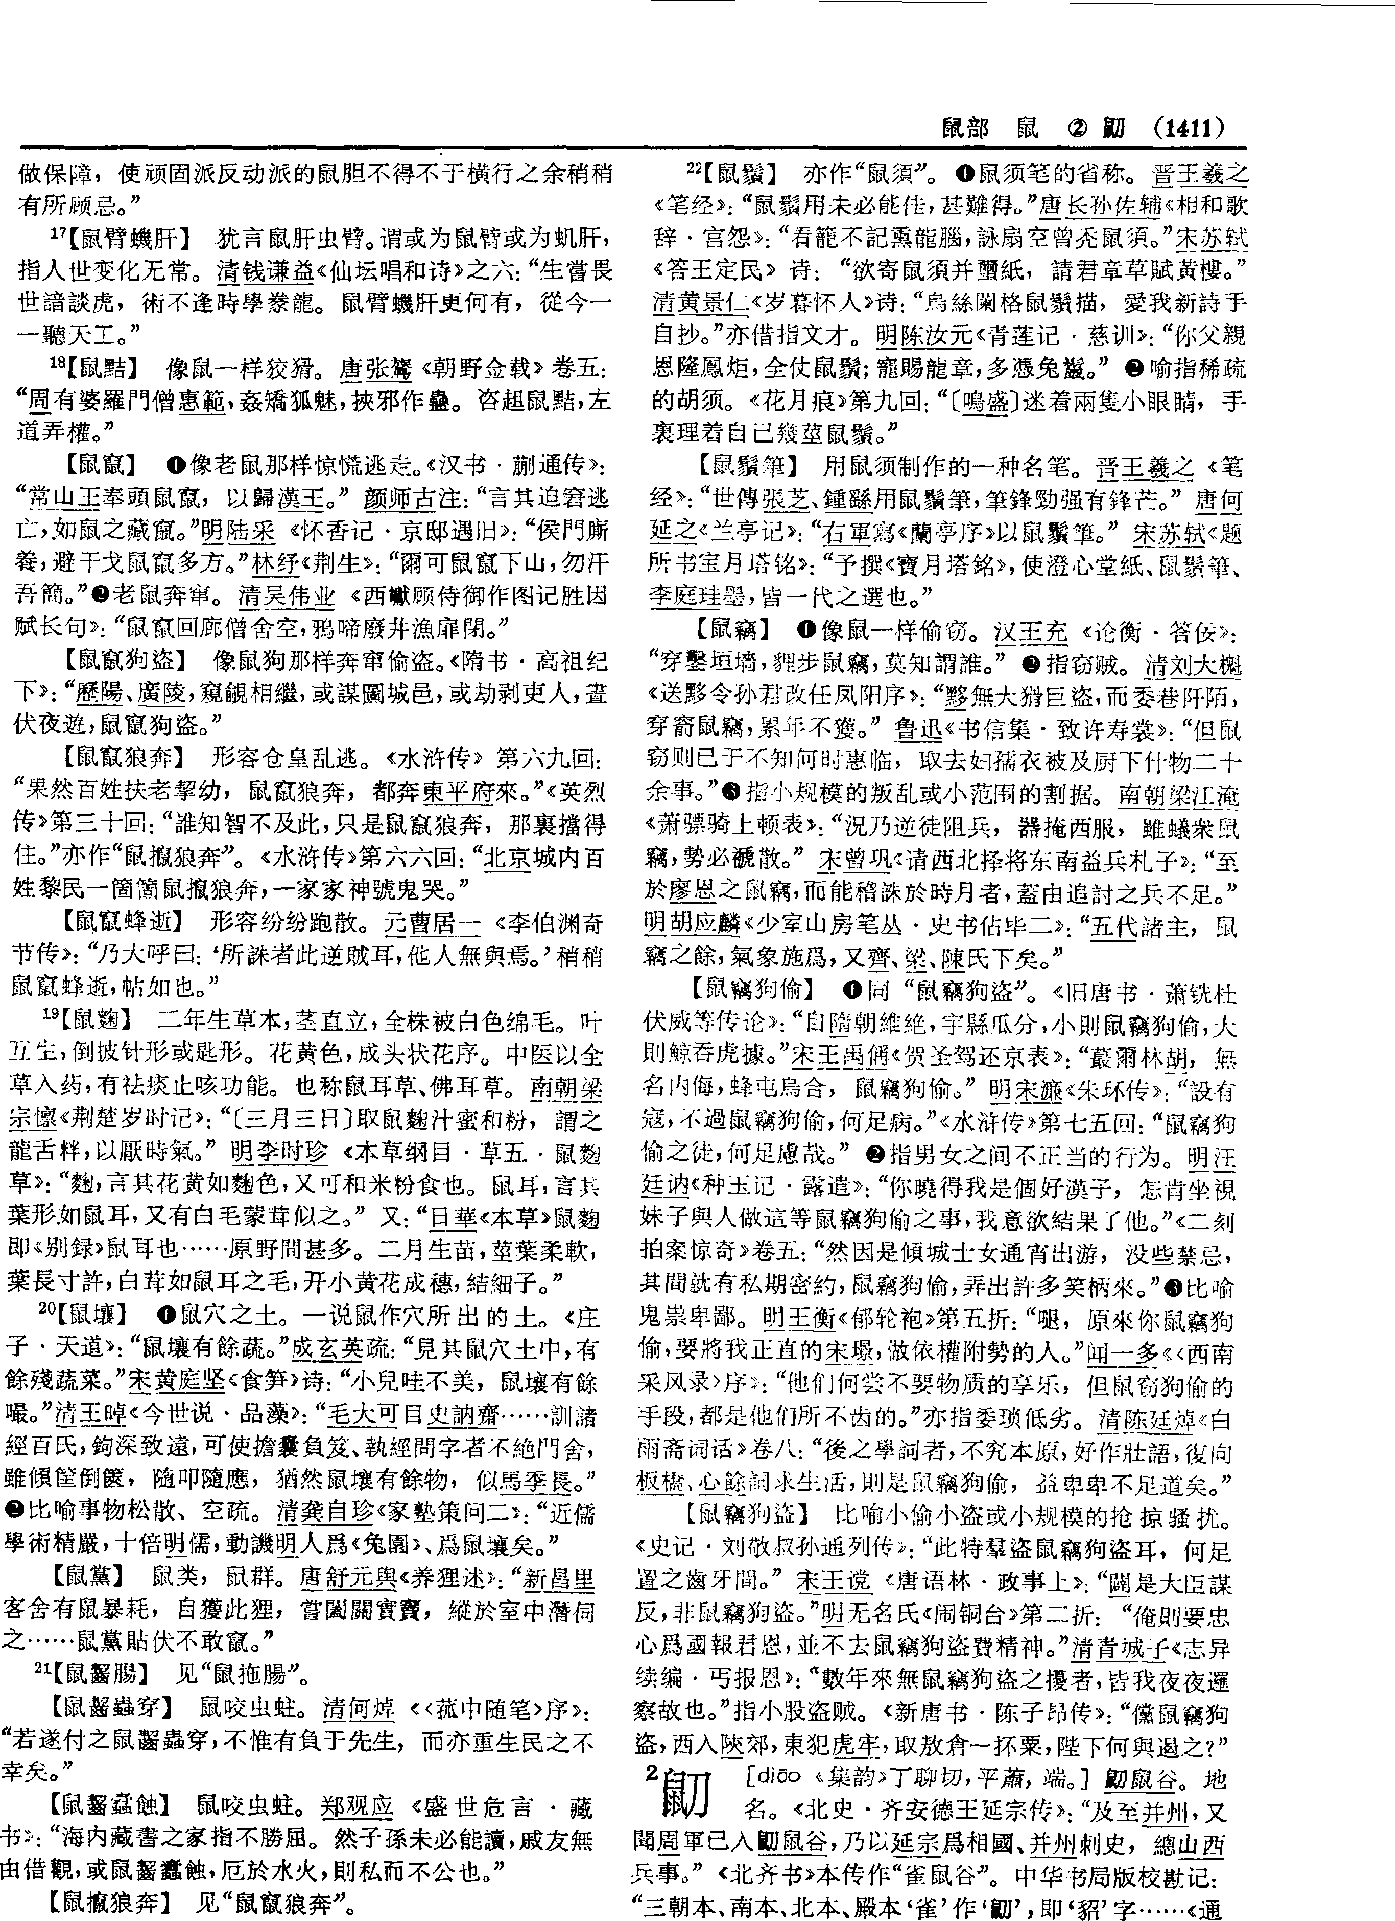 鼠部 鼠 ② 鼢 (1411)
做保障，使顽固派反动派的鼠胆不得不于横行之余稍稍
有所顾忌。”
17【鼠臂蟣肝】 犹言鼠肝虫臂。谓或为鼠臂或为虮肝，
指人世变化无常。清钱谦益《仙坛唱和诗》之六：“生嘗畏
世諳談虎，術不逢時學豢龍。鼠臂蟣肝更何有，從今一
一聽天工。”
18【鼠黠】 像鼠一样狡猾。唐张鷟《朝野佥载》卷五：
“周有婆羅門僧惠範，姦矯狐魅，挾邪作蠱。咨趄鼠黠，左
道弄權。”
【鼠竄】 ❶像老鼠那样惊慌逃走。《汉书·蒯通传》：
“常山王奉頭鼠竄，以歸漢王。”颜师古注：“言其迫窘逃
亡，如鼠之藏竄。”明陆采《怀香记·京邸遇旧》：“侯門廝
養，避干戈鼠竄多方。”林纾《荆生》：“爾可鼠竄下山，勿汙
吾簡。”❷老鼠奔窜。清吴伟业《西巘顾侍御作图记胜因
赋长句》：“鼠竄回廊僧舍空，鴉啼廢井漁扉閉。”
【鼠竄狗盜】 像鼠狗那样奔窜偷盗。《隋书·高祖纪
下》：“歷陽、廣陵，窺覦相繼，或謀圖城邑，或劫剥吏人，晝
伏夜遊，鼠竄狗盜。”
【鼠竄狼奔】 形容仓皇乱逃。《水浒传》第六九回：
“果然百姓扶老挈幼，鼠竄狼奔，都奔東平府來。”《英烈
传》第三十回：“誰知智不及此，只是鼠竄狼奔，那裏擋得
住。”亦作“鼠攛狼奔”。《水浒传》第六六回：“北京城内百
姓黎民一箇箇鼠攛狼奔，一家家神號鬼哭。”
【鼠竄蜂逝】 形容纷纷跑散。元曹居一《李伯渊奇
节传》：“乃大呼曰：‘所誅者此逆賊耳，他人無與焉。’稍稍
鼠竄蜂逝，帖如也。”
19【鼠麴】 二年生草本，茎直立，全株被白色绵毛。叶
互生，倒披针形或匙形。花黄色，成头状花序。中医以全
草入药，有祛痰止咳功能。也称鼠耳草、佛耳草。南朝梁
宗懔《荆楚岁时记》：“〔三月三日〕取鼠麴汁蜜和粉，謂之
龍舌䉽，以厭時氣。”明李时珍《本草纲目·草五·鼠麴
草》：“麴，言其花黄如麴色，又可和米粉食也。鼠耳，言其
葉形如鼠耳，又有白毛蒙茸似之。”又：“日華《本草》鼠麴
即《别録》鼠耳也……原野間甚多。二月生苗，莖葉柔軟，
葉長寸許，白茸如鼠耳之毛，开小黄花成穗，結細子。”
20【鼠壤】 ❶鼠穴之土。一说鼠作穴所出的土。《庄
子·天道》：“鼠壤有餘蔬。”成玄英疏：“見其鼠穴土中，有
餘殘蔬菜。”宋黄庭坚《食笋》诗：“小兒哇不美，鼠壤有餘
嘬。”清王晫《今世说·品藻》：“毛大可目史訥齋……訓諸
經百氏，鉤深致遠，可使擔囊負笈、執經問字者不絶門舍，
雖傾筐倒篋，隨叩隨應，猶然鼠壤有餘物，似馬季長。”
❷比喻事物松散、空疏。清龚自珍《家塾策问二》：“近儒
學術精嚴，十倍明儒，動譏明人爲《兔園》、爲鼠壤矣。”
【鼠黨】 鼠类，鼠群。唐舒元舆《养狸述》：“新昌里
客舍有鼠暴耗，自獲此狸，嘗闔關實竇，縱於室中潛伺
之……鼠黨貼伏不敢竄。”
21【鼠齧腸】 见“鼠拖腸”。
【鼠齧蟲穿】 鼠咬虫蛀。清何焯《〈菰中随笔〉序》：
“若遂付之鼠齧蟲穿，不惟有負于先生，而亦重生民之不
幸矣。”
【鼠齧蠹蝕】 鼠咬虫蛀。郑观应《盛世危言·藏
书》：“海内藏書之家指不勝屈。然子孫未必能讀，戚友無
由借觀，或鼠齧蠹蝕，厄於水火，則私而不公也。”
【鼠攛狼奔】 见“鼠竄狼奔”。
22【鼠鬚】 亦作“鼠須”。❶鼠须笔的省称。晋王羲之
《笔经》：“鼠鬚用未必能佳，甚難得。”唐长孙佐辅《相和歌
辞·宫怨》：“看籠不記熏龍腦，詠扇空曾秃鼠須。”宋苏轼
《答王定民》诗：“欲寄鼠須并蠒紙，請君章草賦黄樓。”
清黄景仁《岁暮怀人》诗：“烏絲闌格鼠鬚描，愛我新詩手
自抄。”亦借指文才。明陈汝元《青莲记·慈训》：“你父親
恩隆鳳炬，全仗鼠鬚；寵賜龍章，多憑兔鬣。”❷喻指稀疏
的胡须。《花月痕》第九回：“〔鳴盛〕迷着兩隻小眼睛，手
裏理着自己幾莖鼠鬚。”
【鼠鬚筆】 用鼠须制作的一种名笔。晋王羲之《笔
经》：“世傳張芝、鍾繇用鼠鬚筆，筆鋒勁强有鋒芒。”唐何
延之《兰亭记》：“右軍寫《蘭亭序》以鼠鬚筆。”宋苏轼《题
所书宝月塔铭》：“予撰《寶月塔銘》，使澄心堂紙、鼠鬚筆、
李庭珪墨，皆一代之選也。”
【鼠竊】 ❶像鼠一样偷窃。汉王充《论衡·答佞》：
“穿鑿垣墻，貍步鼠竊，莫知謂誰。”❷指窃贼。清刘大櫆
《送黟令孙君改任凤阳序》：“黟無大猾巨盜，而委巷阡陌，
穿窬鼠竊，累年不獲。”鲁迅《书信集·致许寿裳》：“但鼠
窃则已于不知何时惠临，取去妇孺衣被及厨下什物二十
余事。”❸指小规模的叛乱或小范围的割据。南朝梁江淹
《萧骠骑上顿表》：“況乃逆徒阻兵，器掩西服，雖蟻衆鼠
竊，勢必褫散。”宋曾巩《请西北择将东南益兵札子》：“至
於廖恩之鼠竊，而能稽誅於時月者，蓋由追討之兵不足。”
明胡应麟《少室山房笔丛·史书佔毕二》：“五代諸主，鼠
竊之餘，氣象施爲，又齊、梁、陳氏下矣。”
【鼠竊狗偷】 ❶同“鼠竊狗盜”。《旧唐书·萧铣杜
伏威等传论》：“自隋朝維絶，宇縣瓜分，小則鼠竊狗偷，大
則鯨吞虎據。”宋王禹偁《贺圣驾还京表》：“蕞爾林胡，無
名内侮，蜂屯烏合，鼠竊狗偷。”明宋濂《朱环传》：“設有
寇，不過鼠竊狗偷，何足病。”《水浒传》第七五回：“鼠竊狗
偷之徒，何足慮哉。”❷指男女之间不正当的行为。明汪
廷讷《种玉记·露遣》：“你曉得我是個好漢子，怎肯坐視
妹子與人做這等鼠竊狗偷之事，我意欲結果了他。”《二刻
拍案惊奇》卷五：“然因是傾城士女通宵出游，没些禁忌，
其間就有私期密約，鼠竊狗偷，弄出許多笑柄來。”❸比喻
鬼祟卑鄙。明王衡《郁轮袍》第五折：“哏，原來你鼠竊狗
偷，要將我正直的宋璟，做依權附勢的人。”闻一多《〈西南
采风录〉序》：“他们何尝不要物质的享乐，但鼠窃狗偷的
手段，都是他们所不齿的。”亦指委琐低劣。清陈廷焯《白
雨斋词话》卷八：“後之學詞者，不究本原，好作壯語，復向
板橋、心餘詞求生活，則是鼠竊狗偷，益卑卑不足道矣。”
【鼠竊狗盜】 比喻小偷小盗或小规模的抢掠骚扰。
《史记·刘敬叔孙通列传》：“此特羣盜鼠竊狗盜耳，何足
置之齒牙間。”宋王谠《唐语林·政事上》：“闢是大臣謀
反，非鼠竊狗盜。”明无名氏《闹铜台》第二折：“俺則要忠
心爲國報君恩，並不去鼠竊狗盜費精神。”清青城子《志异
续编·丐报恩》：“數年來無鼠竊狗盜之擾者，皆我夜夜邏
察故也。”指小股盗贼。《新唐书·陈子昂传》：“儻鼠竊狗
盜，西入陝郊，東犯虎牢，取敖倉一抔粟，陛下何與遏之？”
2鼦 [diāo《集韵》丁聊切，平蕭，端。] 鼦鼠谷。地
名。《北史·齐安德王延宗传》：“及至并州，又
聞周軍已入鼦鼠谷，乃以延宗爲相國、并州刺史，總山西
兵事。”《北齐书》本传作“雀鼠谷”。中华书局版校勘记：
“三朝本、南本、北本、殿本‘雀’作‘鼦’，即‘貂’字……《通